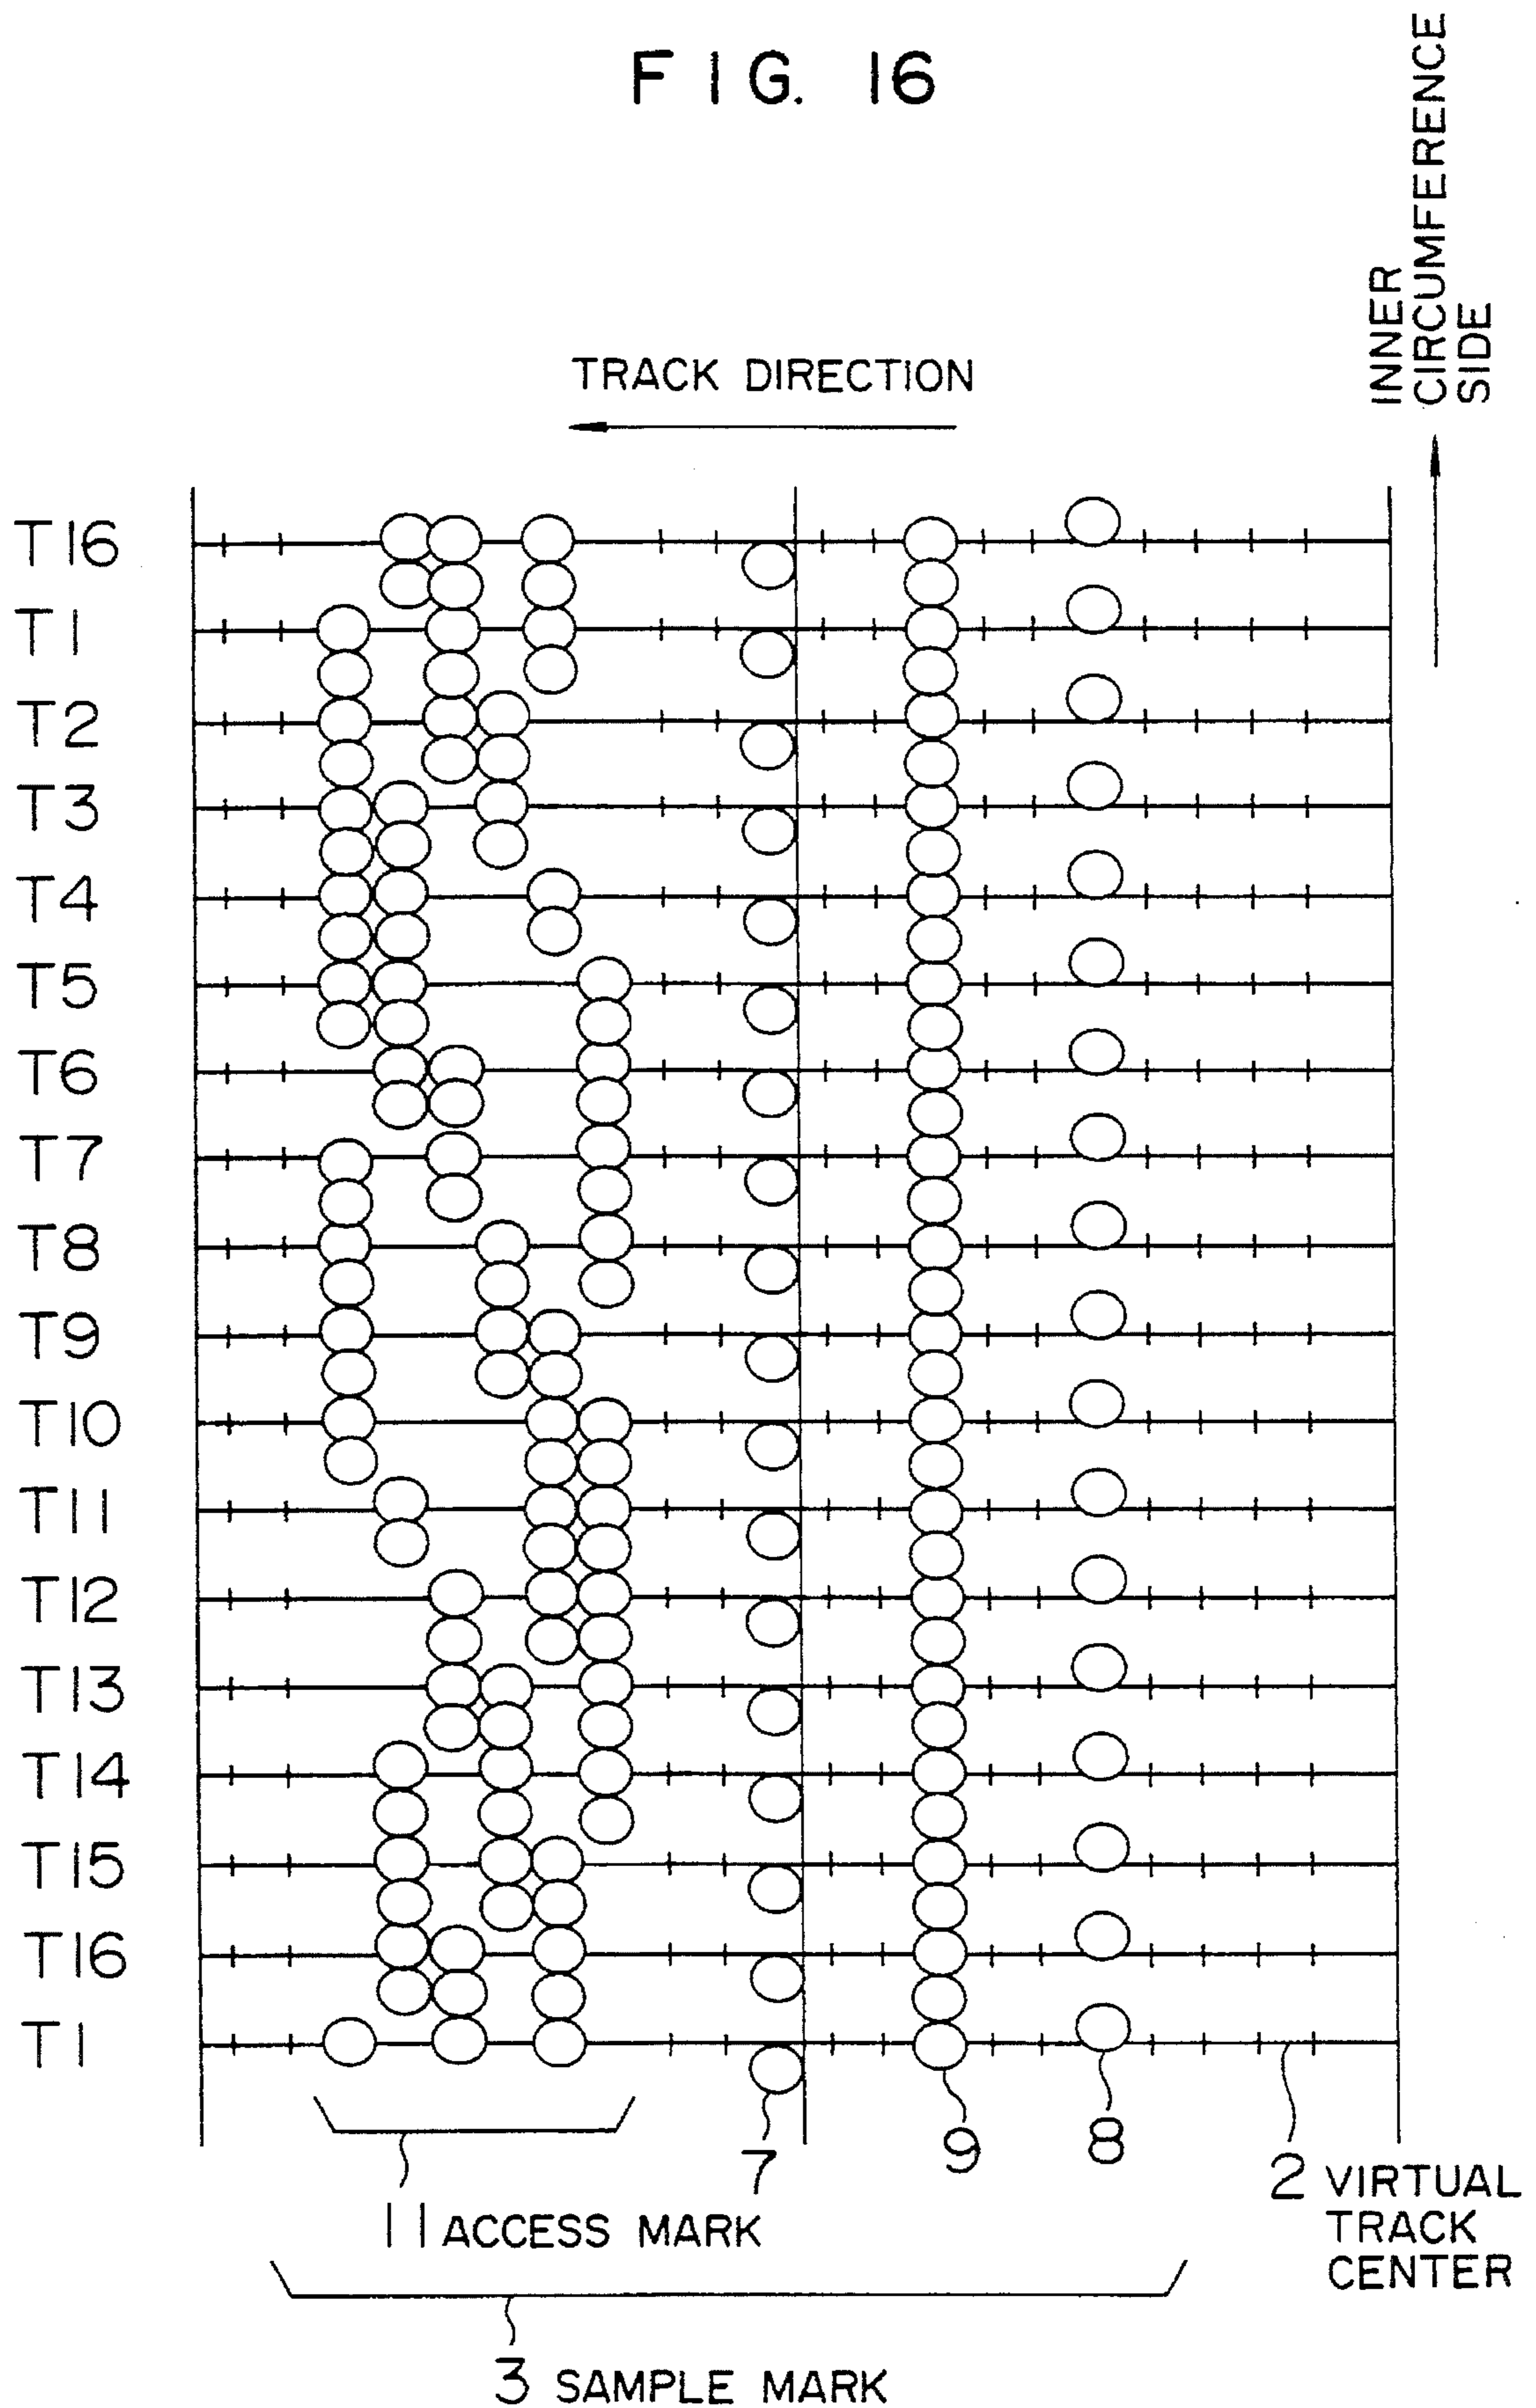 FIG. 16
INNER
CIRCUMFERENCE
SIDE
TRACK DIRECTION
T16
T1
T2
T3
T4
T5
T6
T7
T8
T9
T10
T11
T12
T13
T14
T15
T16
T1
7
9
8
2 VIRTUAL
TRACK
CENTER
11 ACCESS MARK
3 SAMPLE MARK